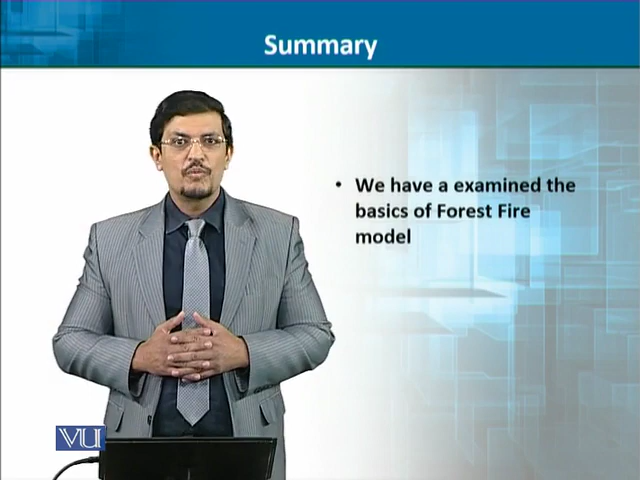 Summary
• We have a examined the
basics of Forest Fire
model
VU